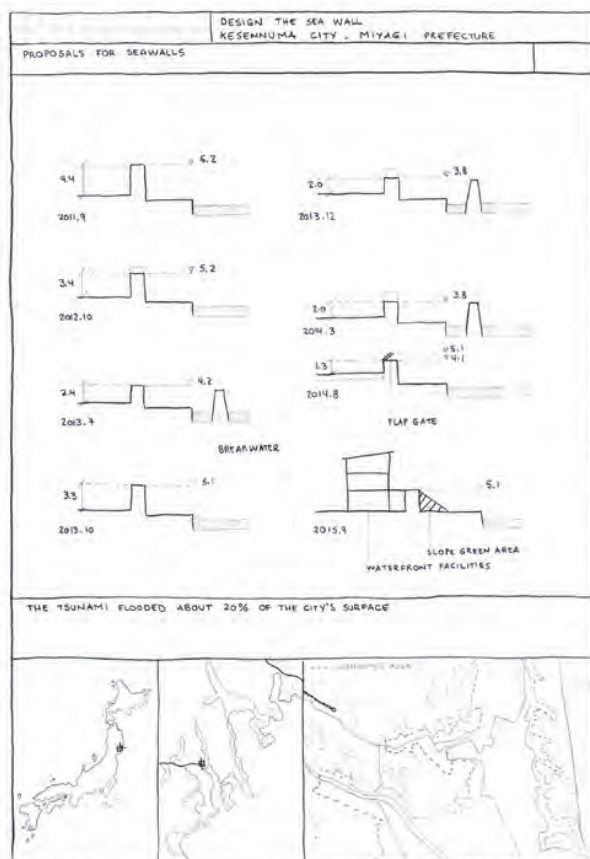 DESIGN THE SEA WALL
KESENNUMA CITY. MIYAGI PREFECTURE
PROPOSALS FOR SEAWALLS
4.4
6.2
2011.9
3.4
5.2
2012.10
2.4
4.2
2013.7
BREAKWATER
3.3
5.1
2013.10
2.0
3.8
2013.12
2.0
3.8
2014.3
5.1
4.1
1.3
2014.8
FLAP GATE
5.1
2015.9
SLOPE GREEN AREA
WATERFRONT FACILITIES
THE TSUNAMI FLOODED ABOUT 20% OF THE CITY'S SURFACE
AREA